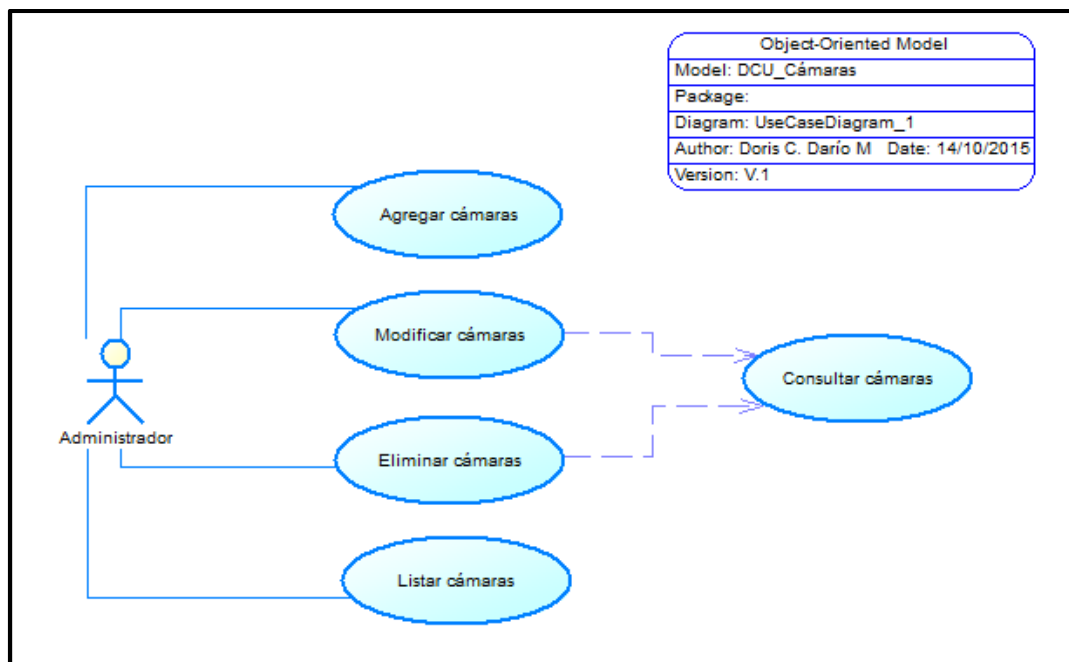 Object-Oriented Model
Model: DCU_Cámaras
Package:
Diagram: UseCaseDiagram_1
Author: Doris C. Darío M Date: 14/10/2015
Version: V.1
Agregar cámaras
Modificar cámaras
Consultar cámaras
Administrador
Eliminar cámaras
Listar cámaras